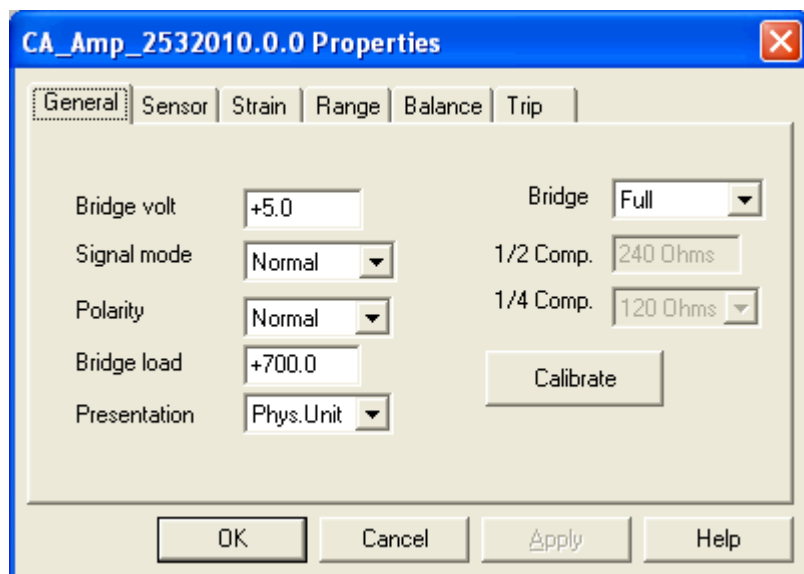 CA_Amp_2532010.0.0 Properties
General Sensor Strain Range Balance Trip
Bridge volt +5.0
Signal mode Normal
Polarity Normal
Bridge load +700.0
Presentation Phys.Unit
Bridge Full
1/2 Comp. 240 Ohms
1/4 Comp. 120 Ohms
Calibrate
OK Cancel Apply Help